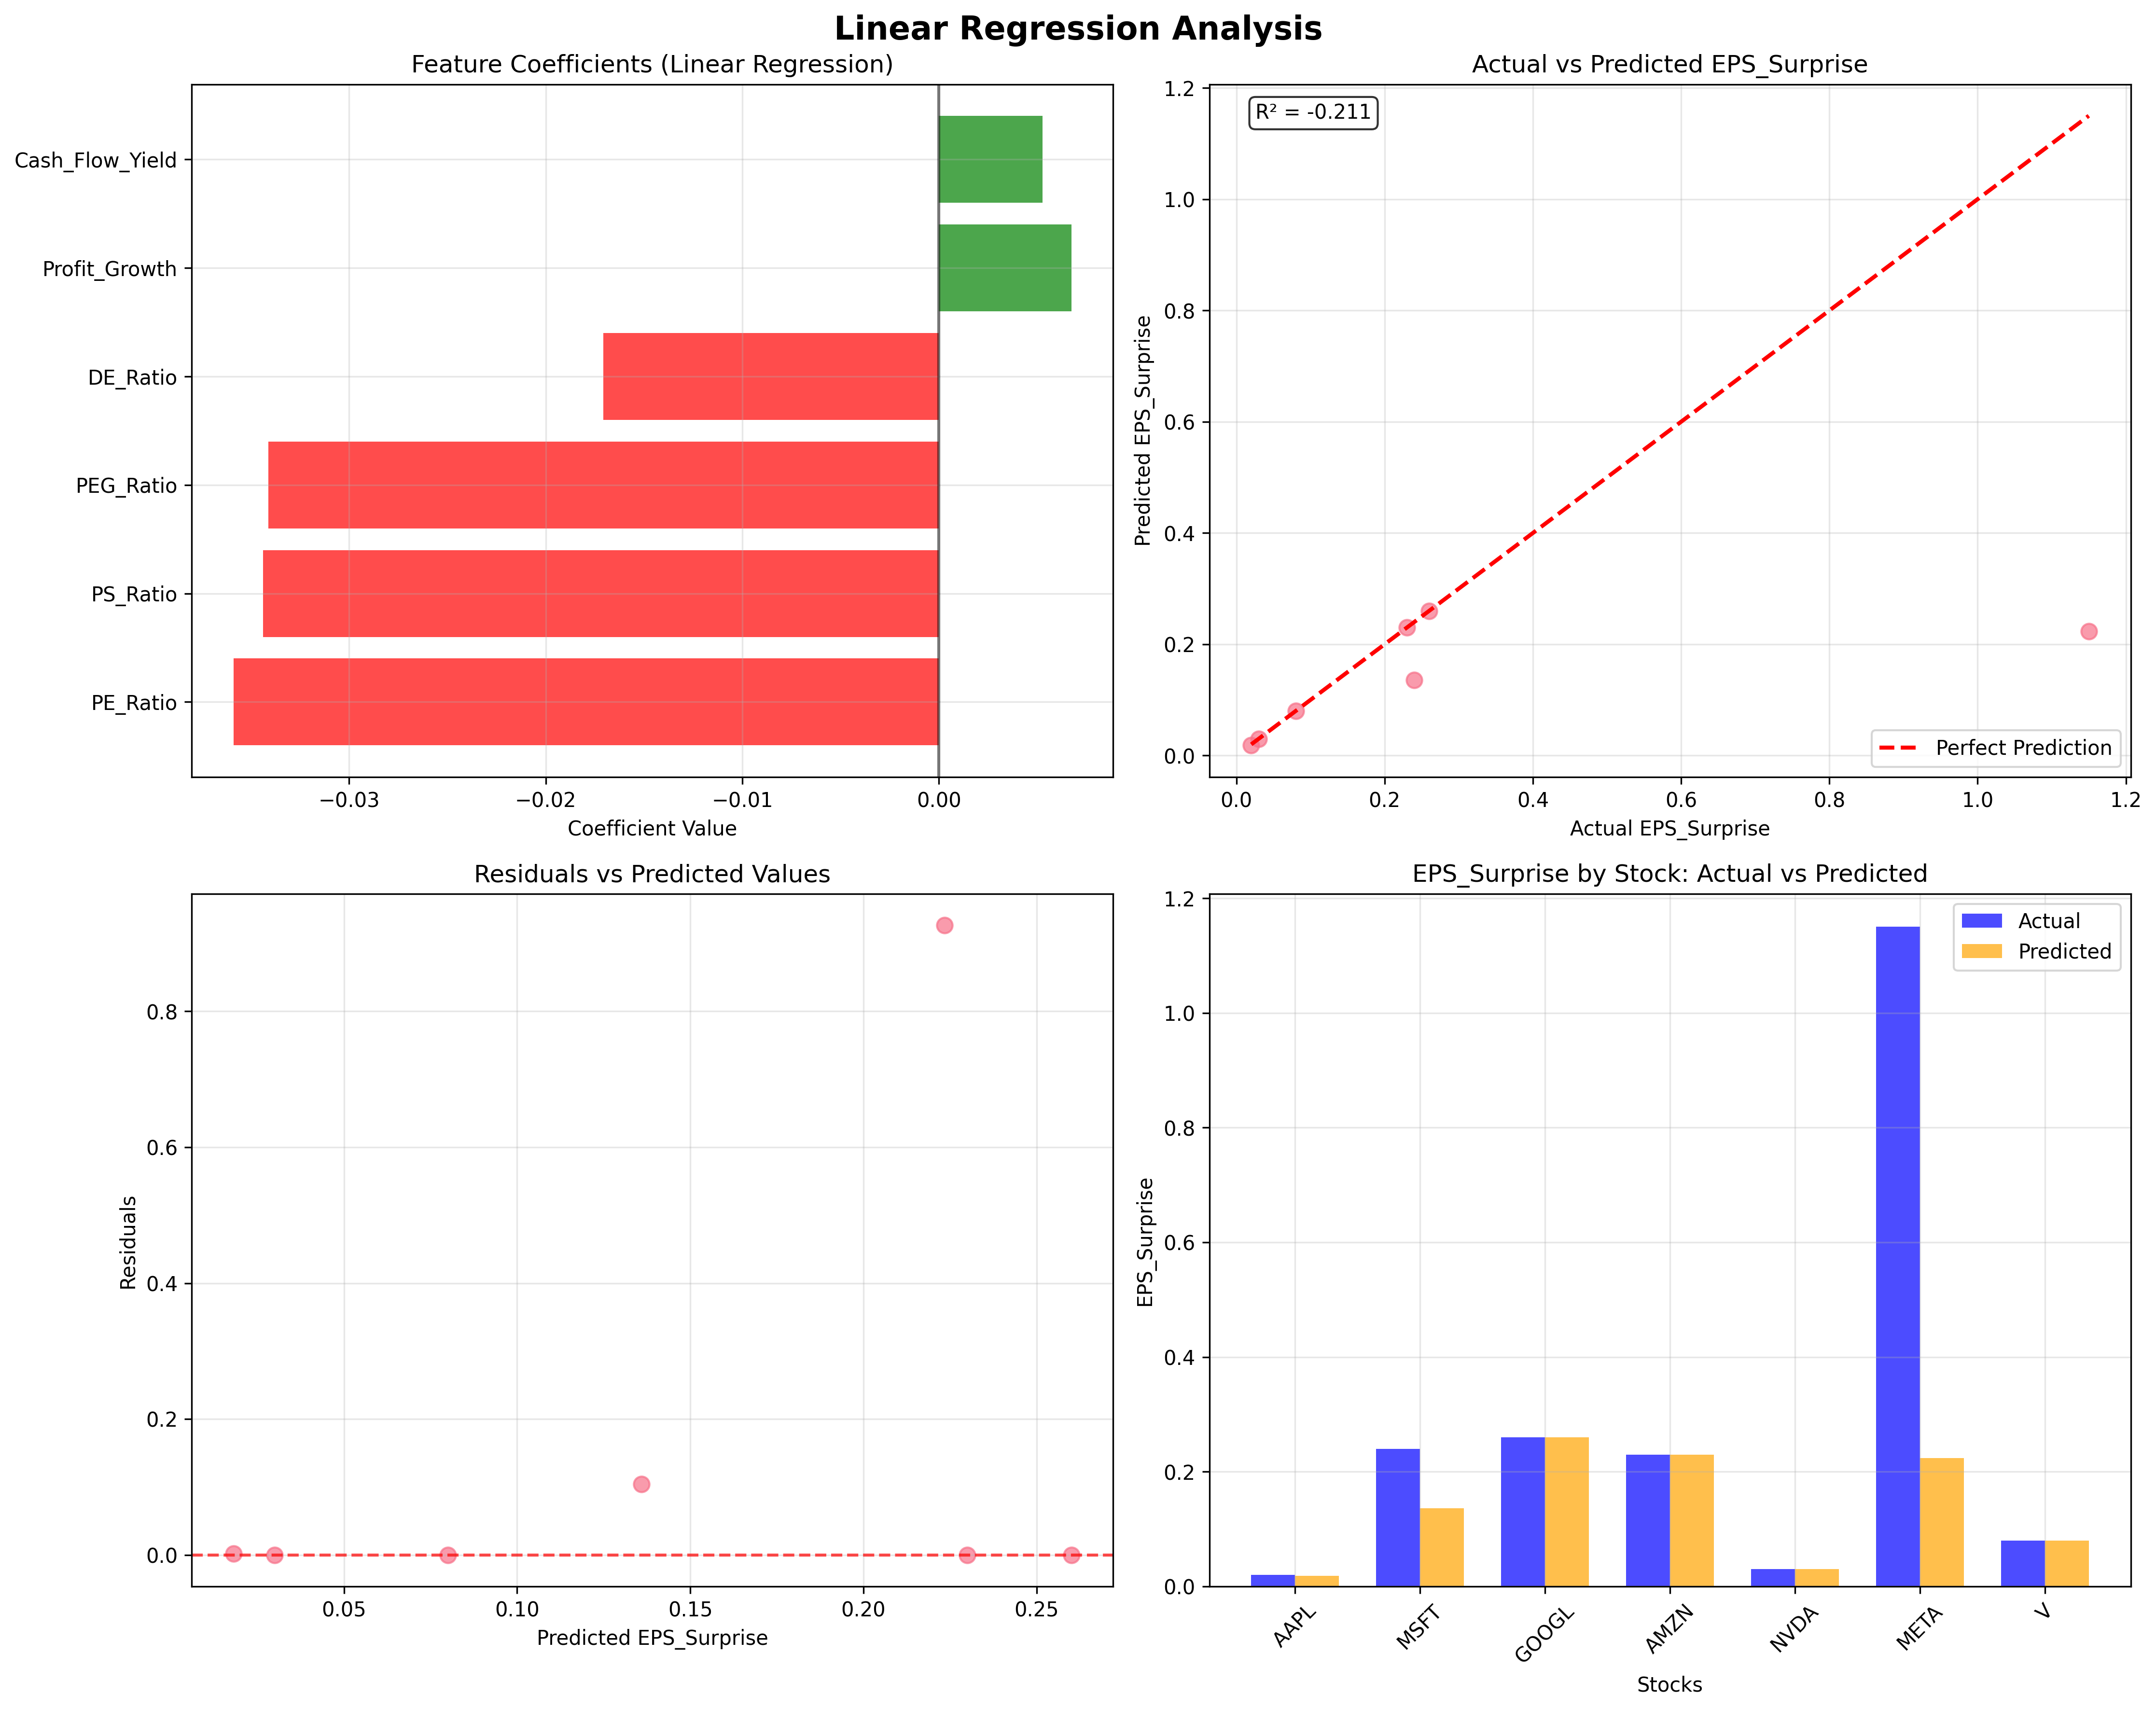 Linear Regression Analysis
Feature Coefficients (Linear Regression)
Cash_Flow_Yield
Profit_Growth
DE_Ratio
PEG_Ratio
PS_Ratio
PE_Ratio
−0.03 −0.02 −0.01 0.00
Coefficient Value
Actual vs Predicted EPS_Surprise
R² = -0.211
Predicted EPS_Surprise
1.2
1.0
0.8
0.6
0.4
0.2
0.0
Perfect Prediction
0.0 0.2 0.4 0.6 0.8 1.0 1.2
Actual EPS_Surprise
Residuals vs Predicted Values
Residuals
0.8
0.6
0.4
0.2
0.0
0.05 0.10 0.15 0.20 0.25
Predicted EPS_Surprise
EPS_Surprise by Stock: Actual vs Predicted
Actual
Predicted
EPS_Surprise
1.2
1.0
0.8
0.6
0.4
0.2
0.0
AAPL MSFT GOOGL AMZN NVDA META V
Stocks